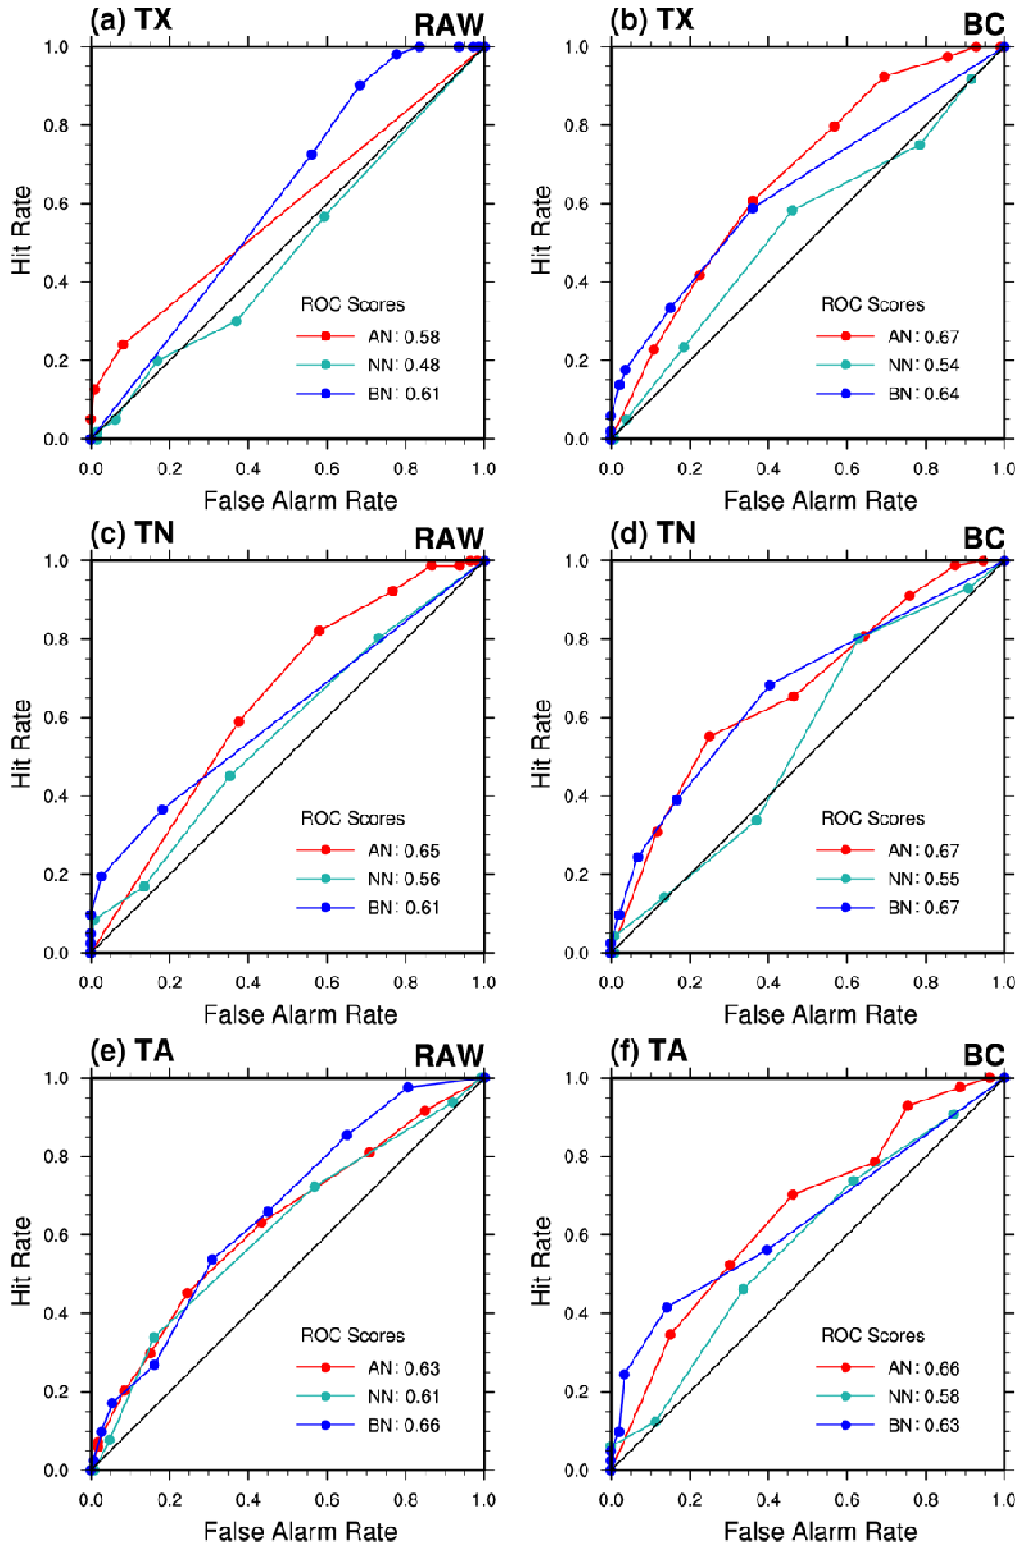 (a) TX RAW
1.0
0.8
0.6
0.4
0.2
0.0
Hit Rate
ROC Scores
AN: 0.58
NN: 0.48
BN: 0.61
0.0 0.2 0.4 0.6 0.8 1.0
False Alarm Rate
(b) TX BC
1.0
0.8
0.6
0.4
0.2
0.0
Hit Rate
ROC Scores
AN: 0.67
NN: 0.54
BN: 0.64
0.0 0.2 0.4 0.6 0.8 1.0
False Alarm Rate
(c) TN RAW
1.0
0.8
0.6
0.4
0.2
0.0
Hit Rate
ROC Scores
AN: 0.65
NN: 0.56
BN: 0.61
0.0 0.2 0.4 0.6 0.8 1.0
False Alarm Rate
(d) TN BC
1.0
0.8
0.6
0.4
0.2
0.0
Hit Rate
ROC Scores
AN: 0.67
NN: 0.55
BN: 0.67
0.0 0.2 0.4 0.6 0.8 1.0
False Alarm Rate
(e) TA RAW
1.0
0.8
0.6
0.4
0.2
0.0
Hit Rate
ROC Scores
AN: 0.63
NN: 0.61
BN: 0.66
0.0 0.2 0.4 0.6 0.8 1.0
False Alarm Rate
(f) TA BC
1.0
0.8
0.6
0.4
0.2
0.0
Hit Rate
ROC Scores
AN: 0.66
NN: 0.58
BN: 0.63
0.0 0.2 0.4 0.6 0.8 1.0
False Alarm Rate